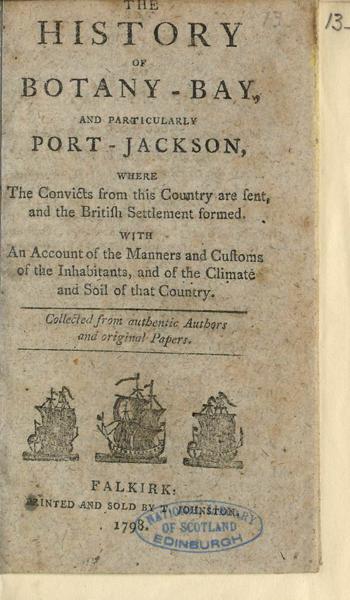 THE
HISTORY
OF
BOTANY-BAY,
AND PARTICULARLY
PORT-JACKSON,
WHERE
The Convicts from this Country are ſent,
and the Britiſh Settlement formed.
WITH
An Account of the Manners and Cuſtoms
of the Inhabitants, and of the Climate
and Soil of that Country.
Collected from authentic Authors
and original Papers.
FALKIRK:
PRINTED AND SOLD BY T. JOHNSTON.
1798.
NATIONAL LIBRARY
OF SCOTLAND
EDINBURGH
13
13